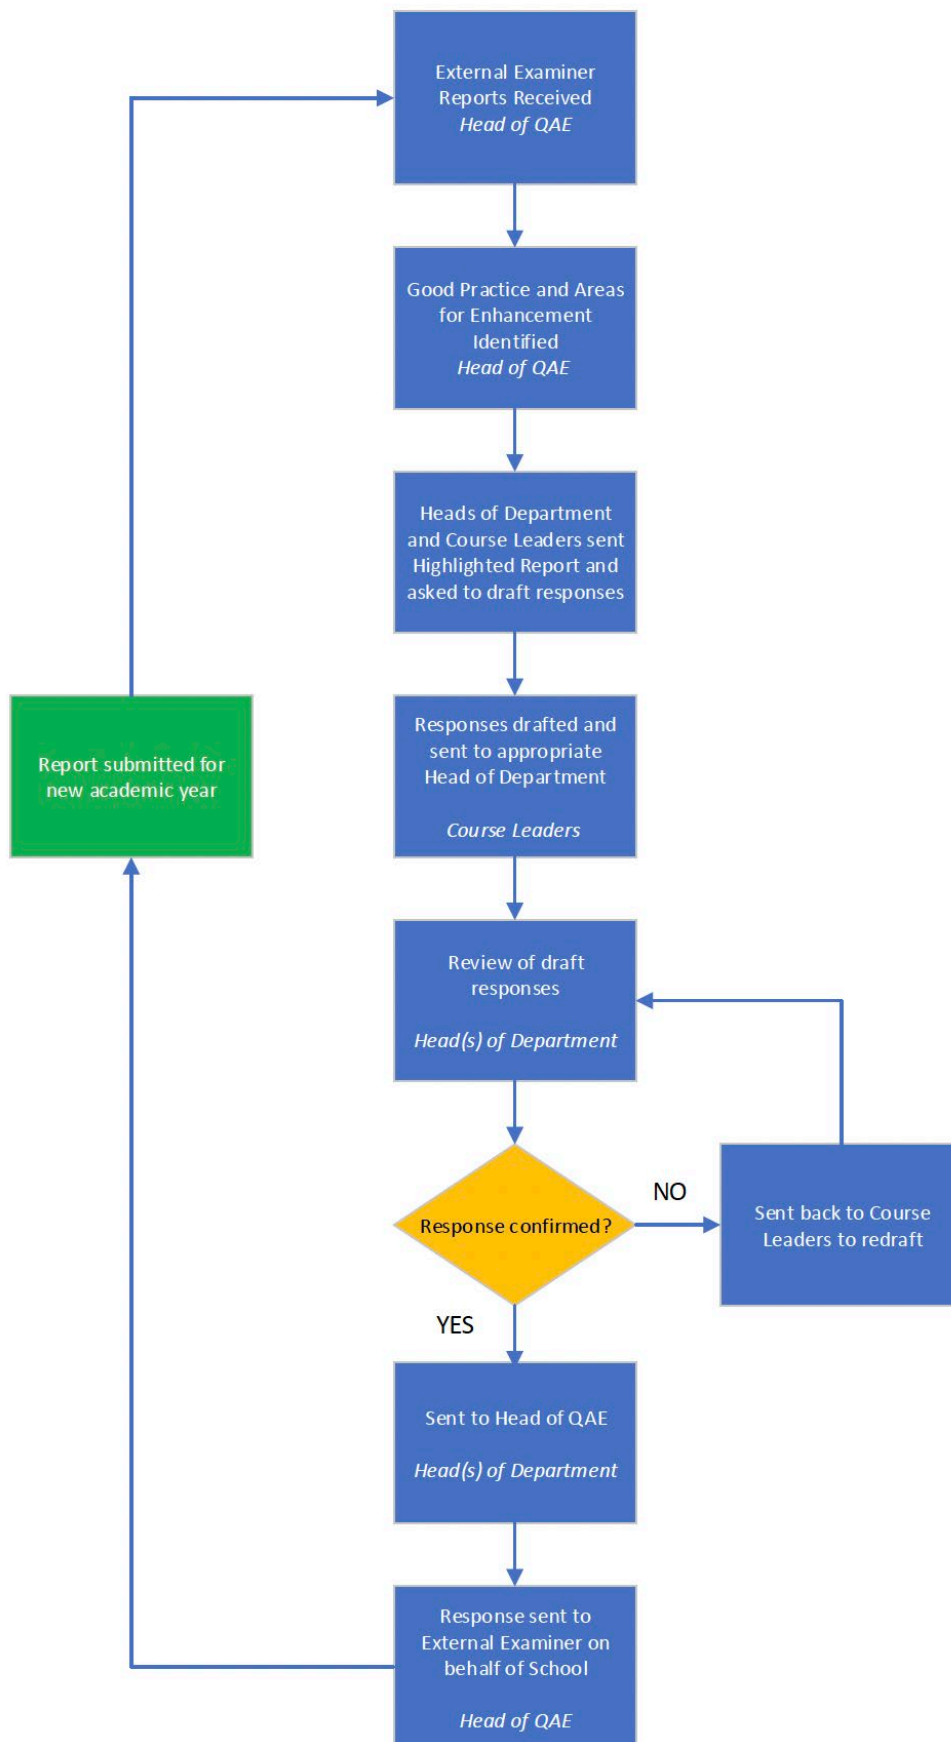 External Examiner
Reports Received
Head of QAE
Good Practice and Areas
for Enhancement
Identified
Head of QAE
Heads of Department
and Course Leaders sent
Highlighted Report and
asked to draft responses
Report submitted for
new academic year
Responses drafted and
sent to appropriate
Head of Department
Course Leaders
Review of draft
responses
Head(s) of Department
Response confirmed?
NO
Sent back to Course
Leaders to redraft
YES
Sent to Head of QAE
Head(s) of Department
Response sent to
External Examiner on
behalf of School
Head of QAE